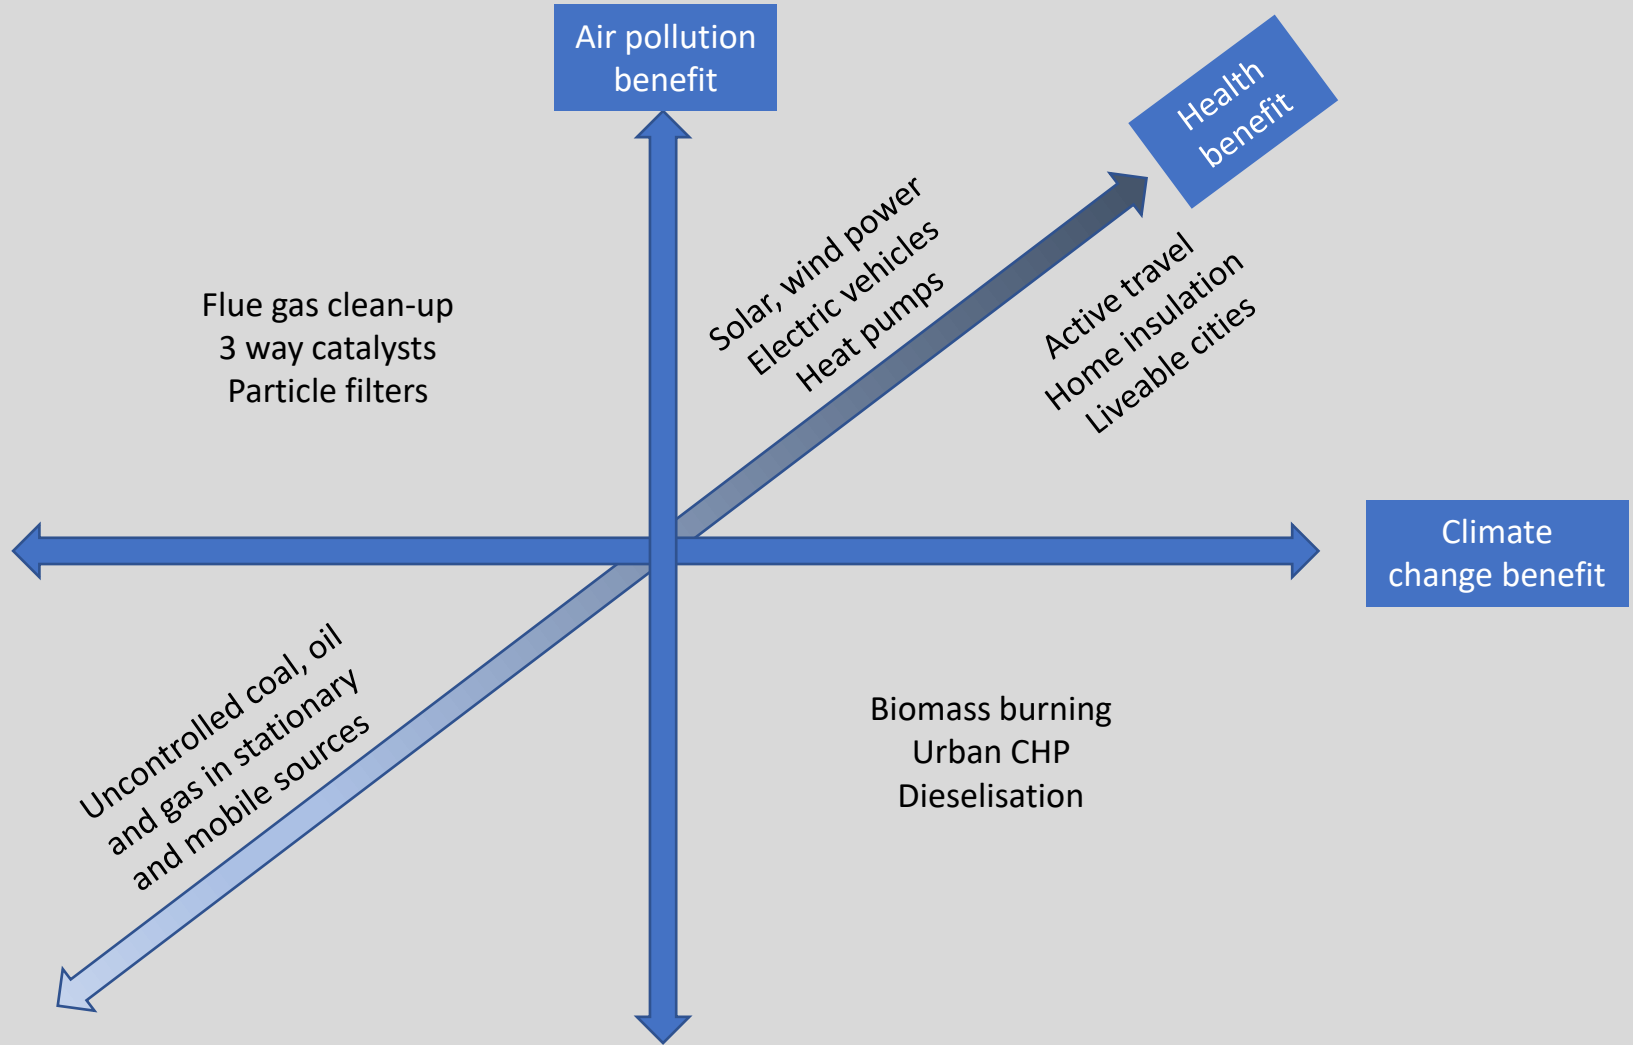 Air pollution
benefit
Health
benefit
Solar, wind power
Electric vehicles
Heat pumps
Active travel
Home insulation
Liveable cities
Flue gas clean-up
3 way catalysts
Particle filters
Climate
change benefit
Uncontrolled coal, oil
and gas in stationary
and mobile sources
Biomass burning
Urban CHP
Dieselisation